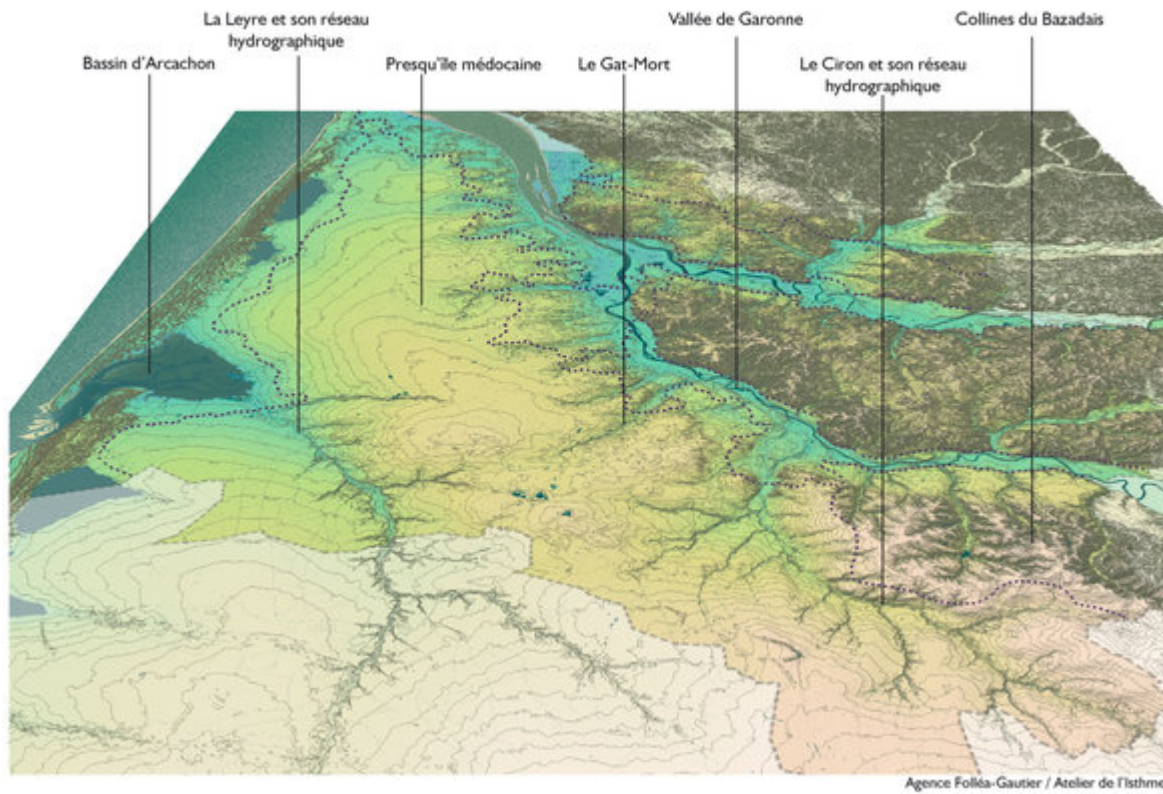 La Leyre et son réseau
hydrographique
Vallée de Garonne
Collines du Bazadais
Bassin d'Arcachon
Presqu'île médocaine
Le Gat-Mort
Le Ciron et son réseau
hydrographique
Agence Folléa-Gautier / Atelier de l'Isthme